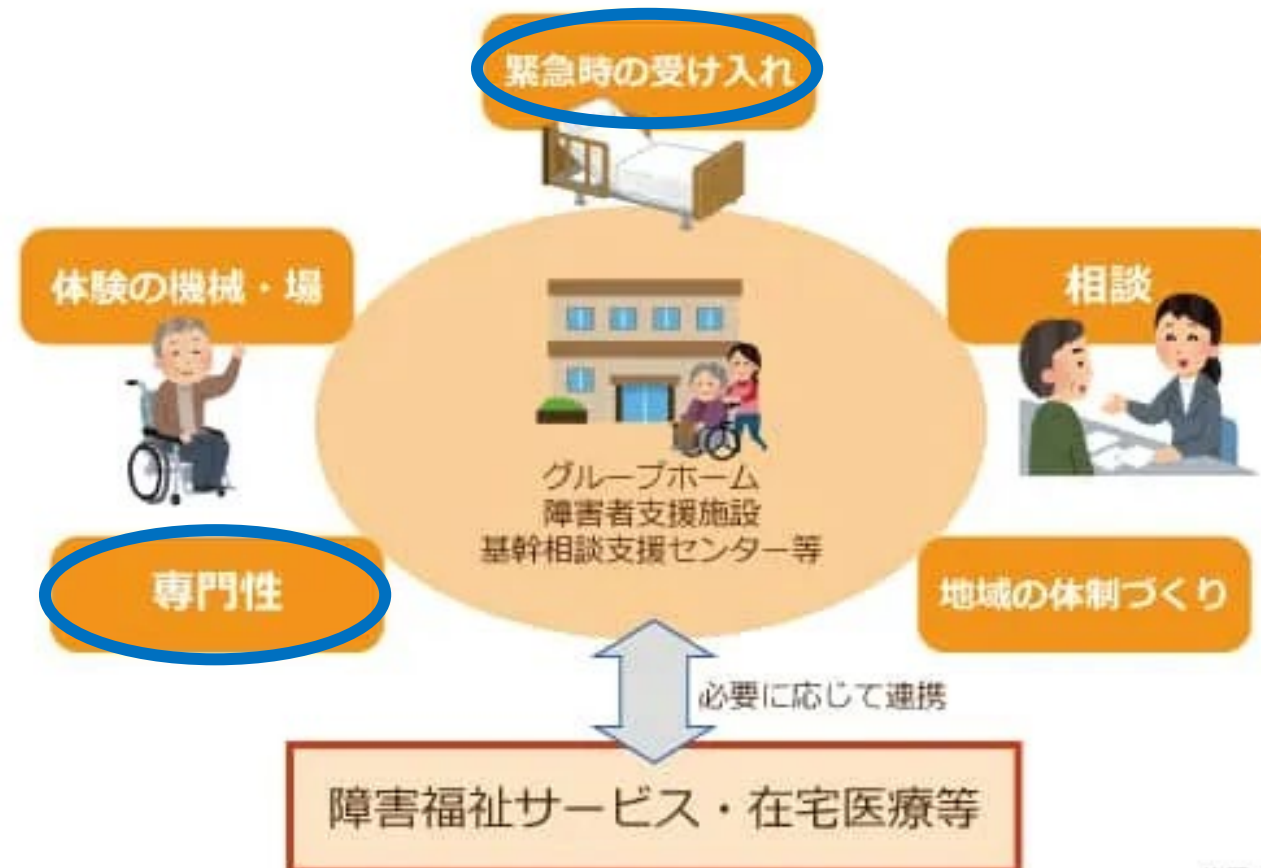 緊急時の受け入れ
体験の機械・場
相談
グループホーム
障害者支援施設
基幹相談支援センター等
専門性
地域の体制づくり
必要に応じて連携
障害福祉サービス・在宅医療等